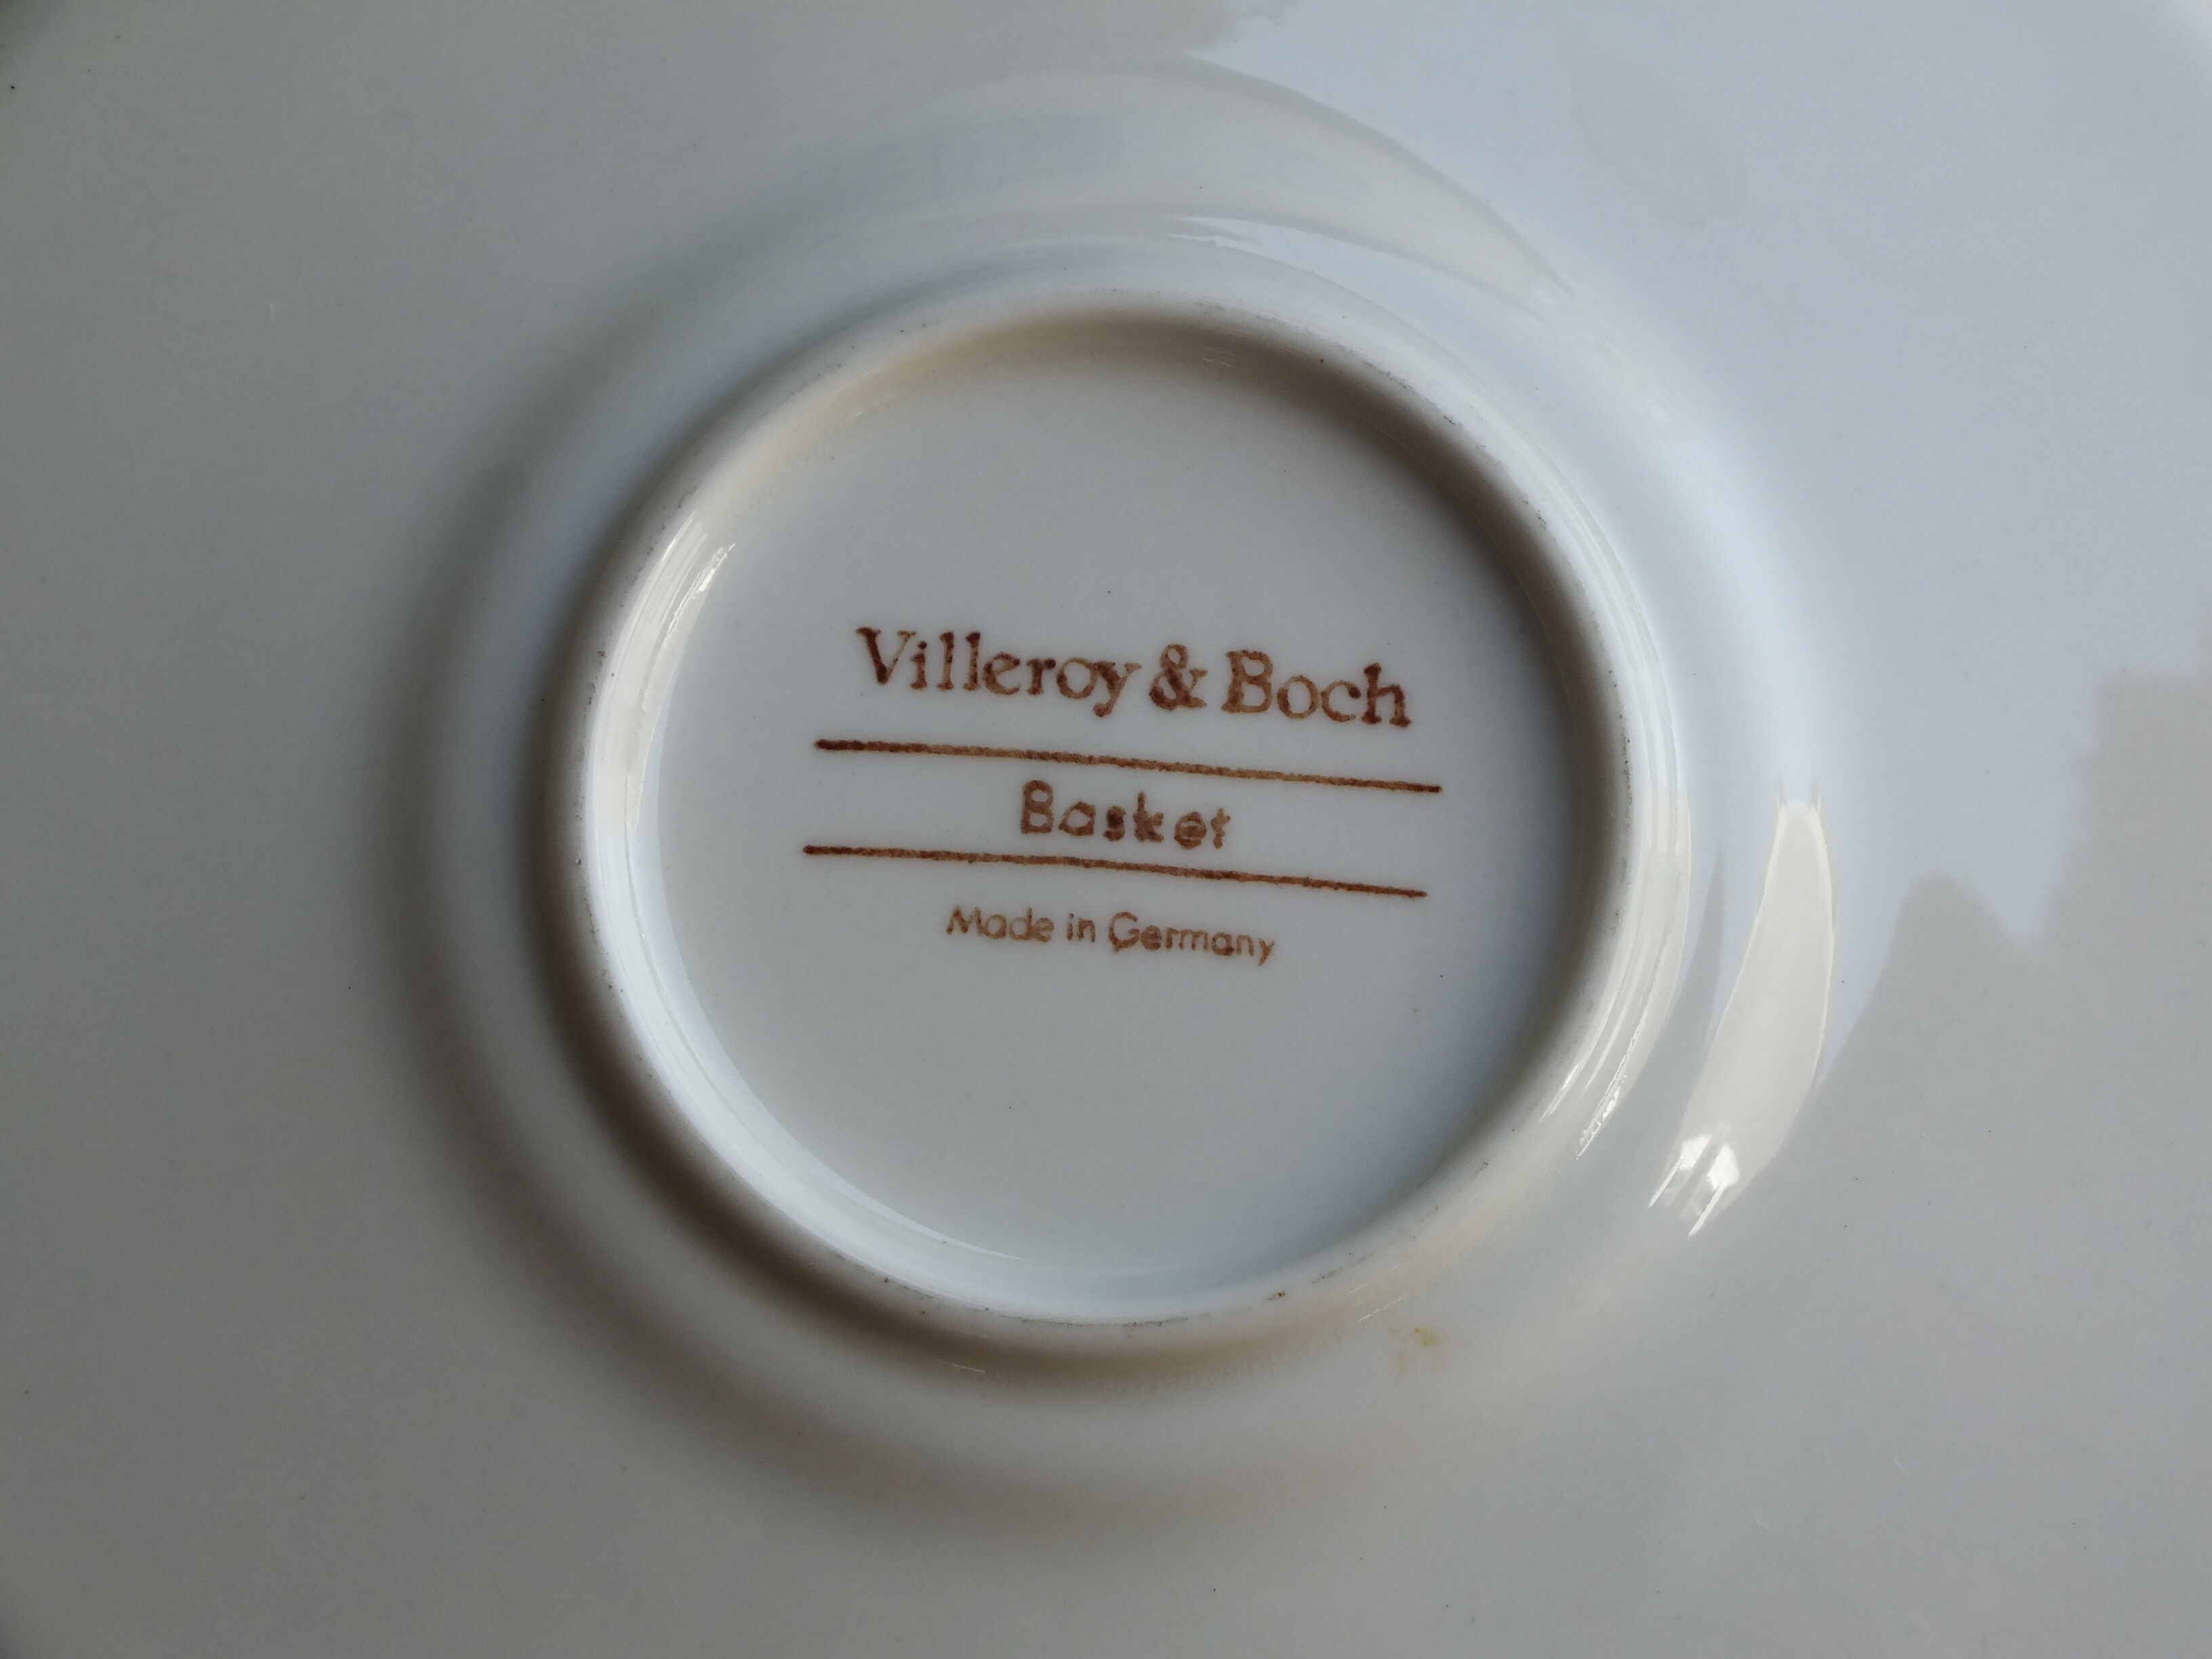 Villeroy & Boch
Basket
Made in Germany